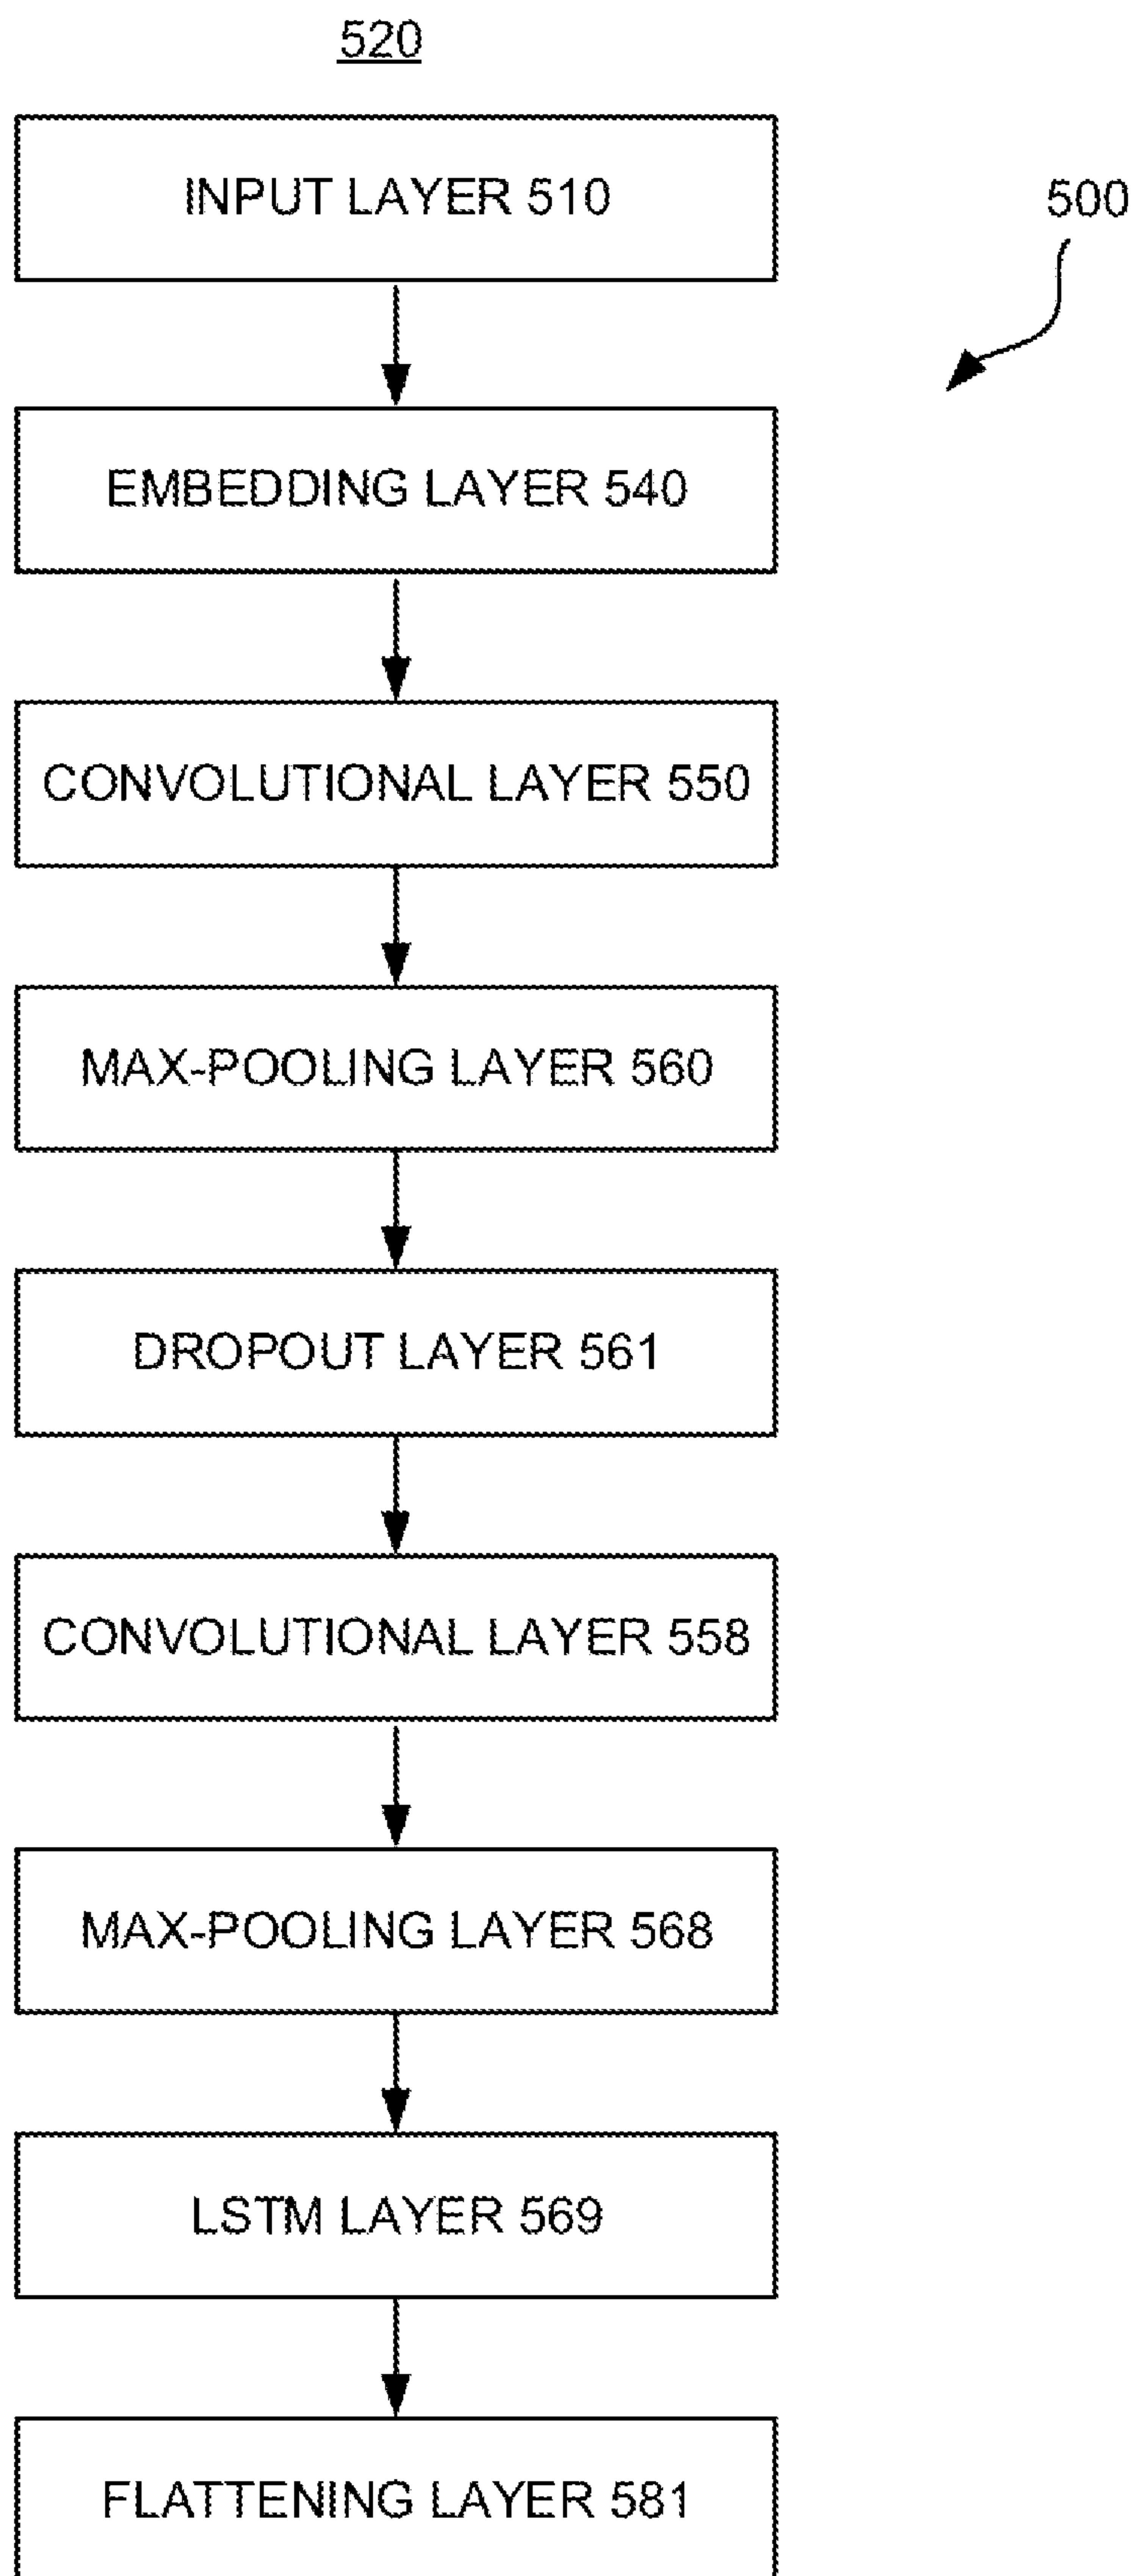 520
INPUT LAYER 510
500
EMBEDDING LAYER 540
CONVOLUTIONAL LAYER 550
MAX-POOLING LAYER 560
DROPOUT LAYER 561
CONVOLUTIONAL LAYER 558
MAX-POOLING LAYER 568
LSTM LAYER 569
FLATTENING LAYER 581